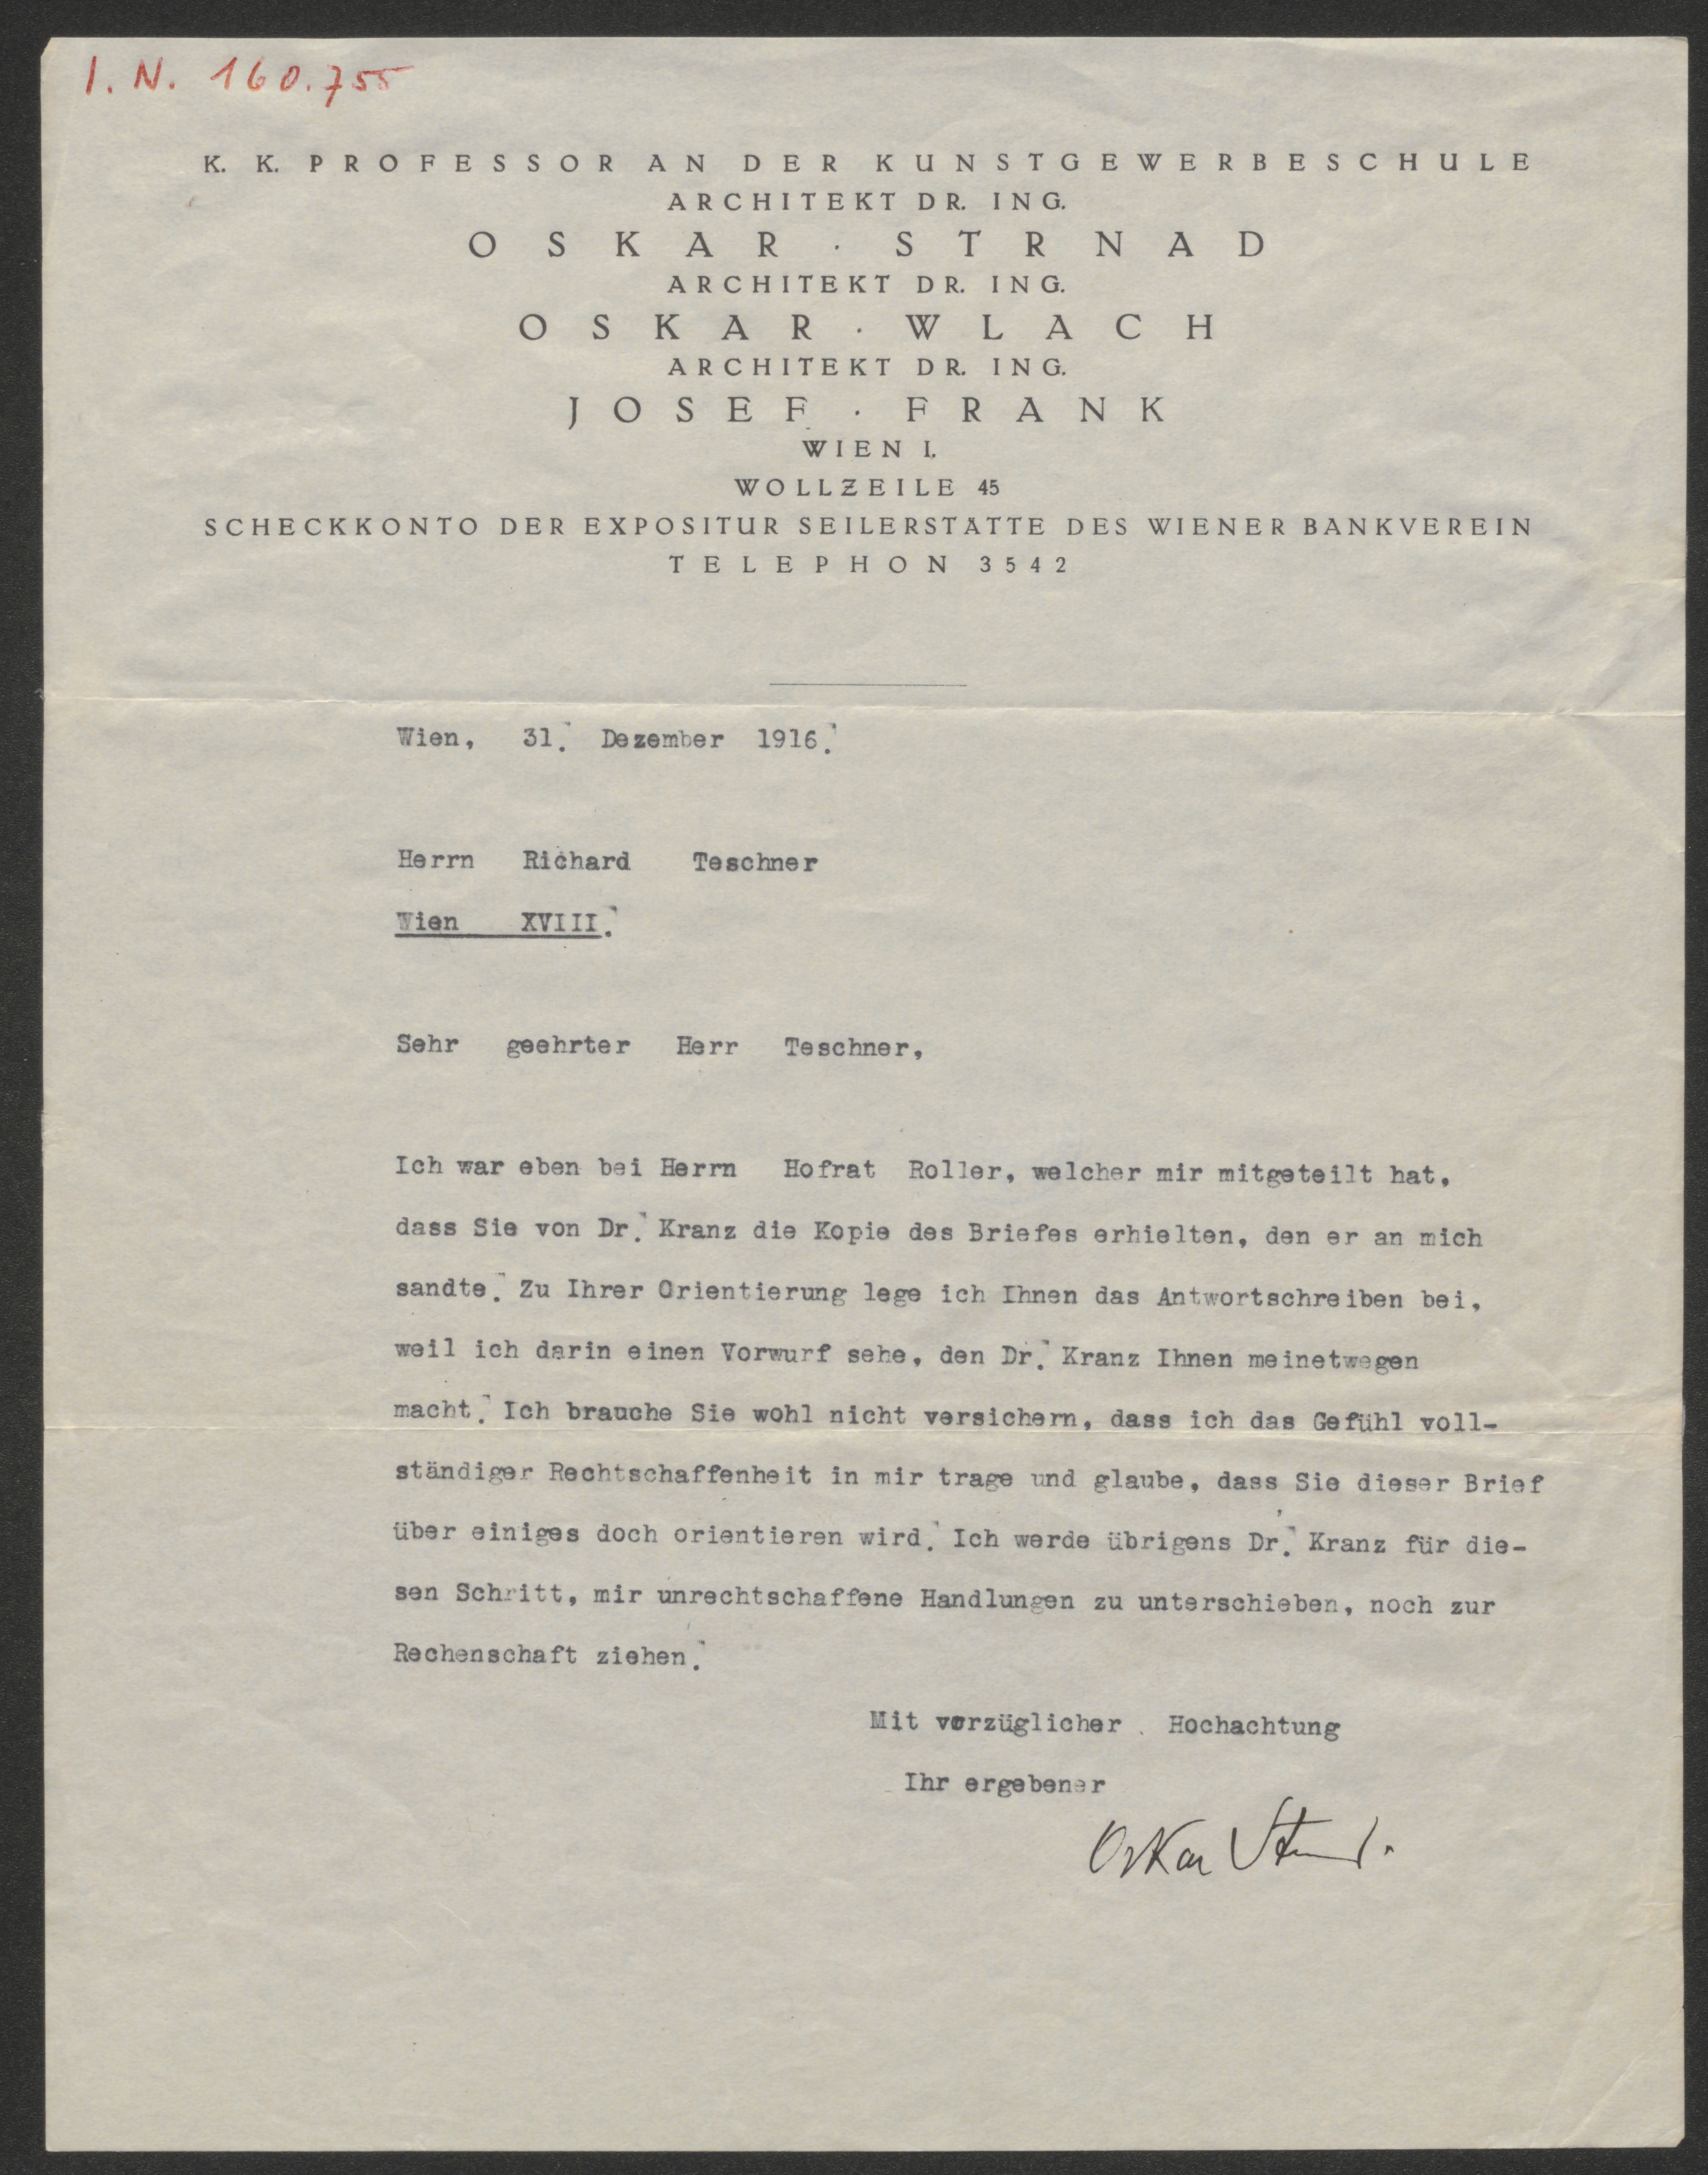 I. N. 160.755
K. K. PROFESSOR AN DER KUNSTGEWERBESCHULE
ARCHITEKT DR. ING.
OSKAR · STRNAD
ARCHITEKT DR. ING.
OSKAR · WLACH
ARCHITEKT DR. ING.
JOSEF · FRANK
WIEN I.
WOLLZEILE 45
SCHECKKONTO DER EXPOSITUR SEILERSTÄTTE DES WIENER BANKVEREIN
TELEPHON 3542
Wien, 31. Dezember 1916.
Herrn Richard Teschner
Wien XVIII.
Sehr geehrter Herr Teschner,
Ich war eben bei Herrn Hofrat Roller, welcher mir mitgeteilt hat,
dass Sie von Dr. Kranz die Kopie des Briefes erhielten, den er an mich
sandte. Zu Ihrer Orientierung lege ich Ihnen das Antwortschreiben bei,
weil ich darin einen Vorwurf sehe, den Dr. Kranz Ihnen meinetwegen
macht. Ich brauche Sie wohl nicht versichern, dass ich das Gefühl voll-
ständiger Rechtschaffenheit in mir trage und glaube, dass Sie dieser Brief
über einiges doch orientieren wird. Ich werde übrigens Dr. Kranz für die-
sen Schritt, mir unrechtschaffene Handlungen zu unterschieben, noch zur
Rechenschaft ziehen.
Mit vorzüglicher Hochachtung
Ihr ergebener
Oskar Strnad.